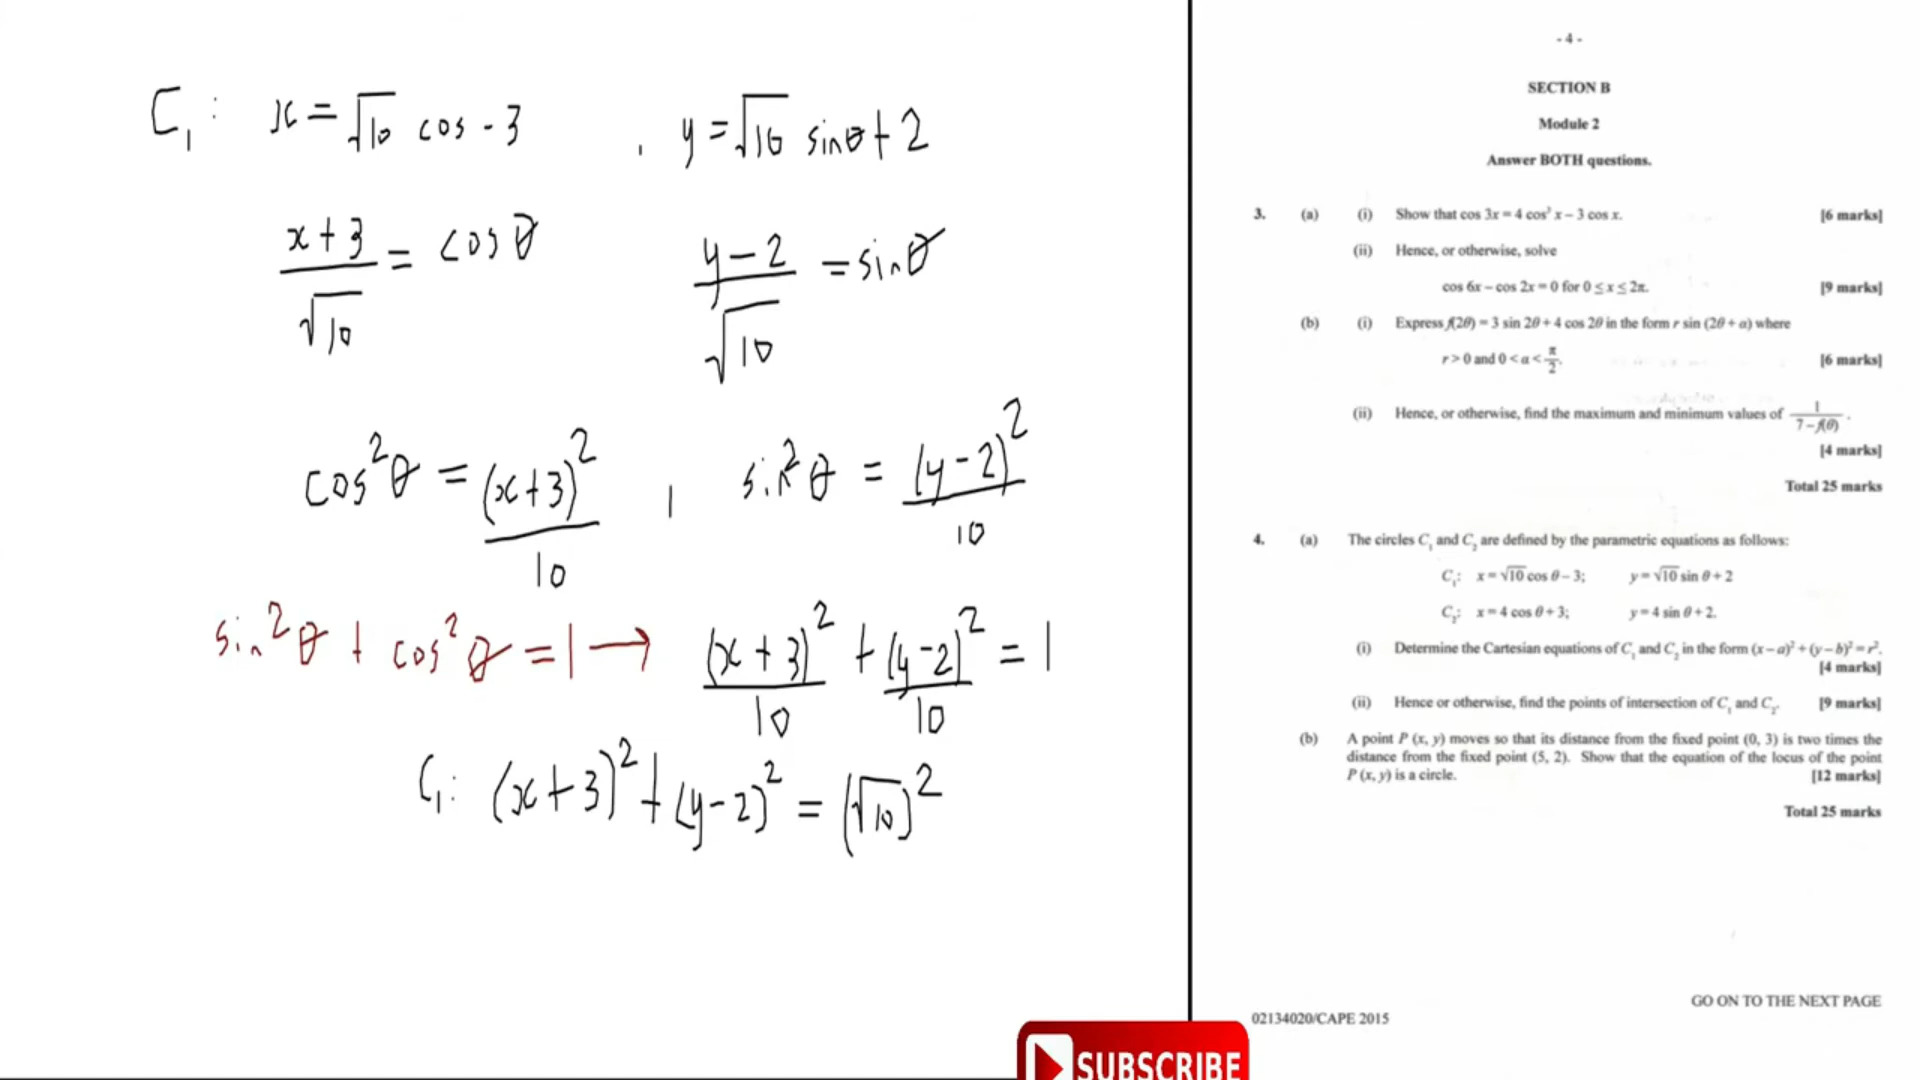 C₁: x = √10 cos - 3 , y = √10 sinθ + 2
(x + 3)/√10 = cosθ (y - 2)/√10 = sinθ
cos²θ = (x+3)²/10 , sin²θ = (y-2)²/10
sin²θ + cos²θ = 1 → (x+3)²/10 + (y-2)²/10 = 1
C₁: (x+3)² + (y-2)² = (√10)²
- 4 -
SECTION B
Module 2
Answer BOTH questions.
3. (a) (i) Show that cos 3x = 4 cos³ x – 3 cos x. [6 marks]
(ii) Hence, or otherwise, solve
cos 6x – cos 2x = 0 for 0 ≤ x ≤ 2π. [9 marks]
(b) (i) Express f(2θ) = 3 sin 2θ + 4 cos 2θ in the form r sin (2θ + α) where
r > 0 and 0 < α < π/2. [6 marks]
(ii) Hence, or otherwise, find the maximum and minimum values of 1/(7 – f(θ)).
[4 marks]
Total 25 marks
4. (a) The circles C₁ and C₂ are defined by the parametric equations as follows:
C₁: x = √10 cos θ – 3; y = √10 sin θ + 2
C₂: x = 4 cos θ + 3; y = 4 sin θ + 2.
(i) Determine the Cartesian equations of C₁ and C₂ in the form (x – a)² + (y – b)² = r².
[4 marks]
(ii) Hence or otherwise, find the points of intersection of C₁ and C₂. [9 marks]
(b) A point P (x, y) moves so that its distance from the fixed point (0, 3) is two times the
distance from the fixed point (5, 2). Show that the equation of the locus of the point
P (x, y) is a circle. [12 marks]
Total 25 marks
GO ON TO THE NEXT PAGE
02134020/CAPE 2015
SUBSCRIBE